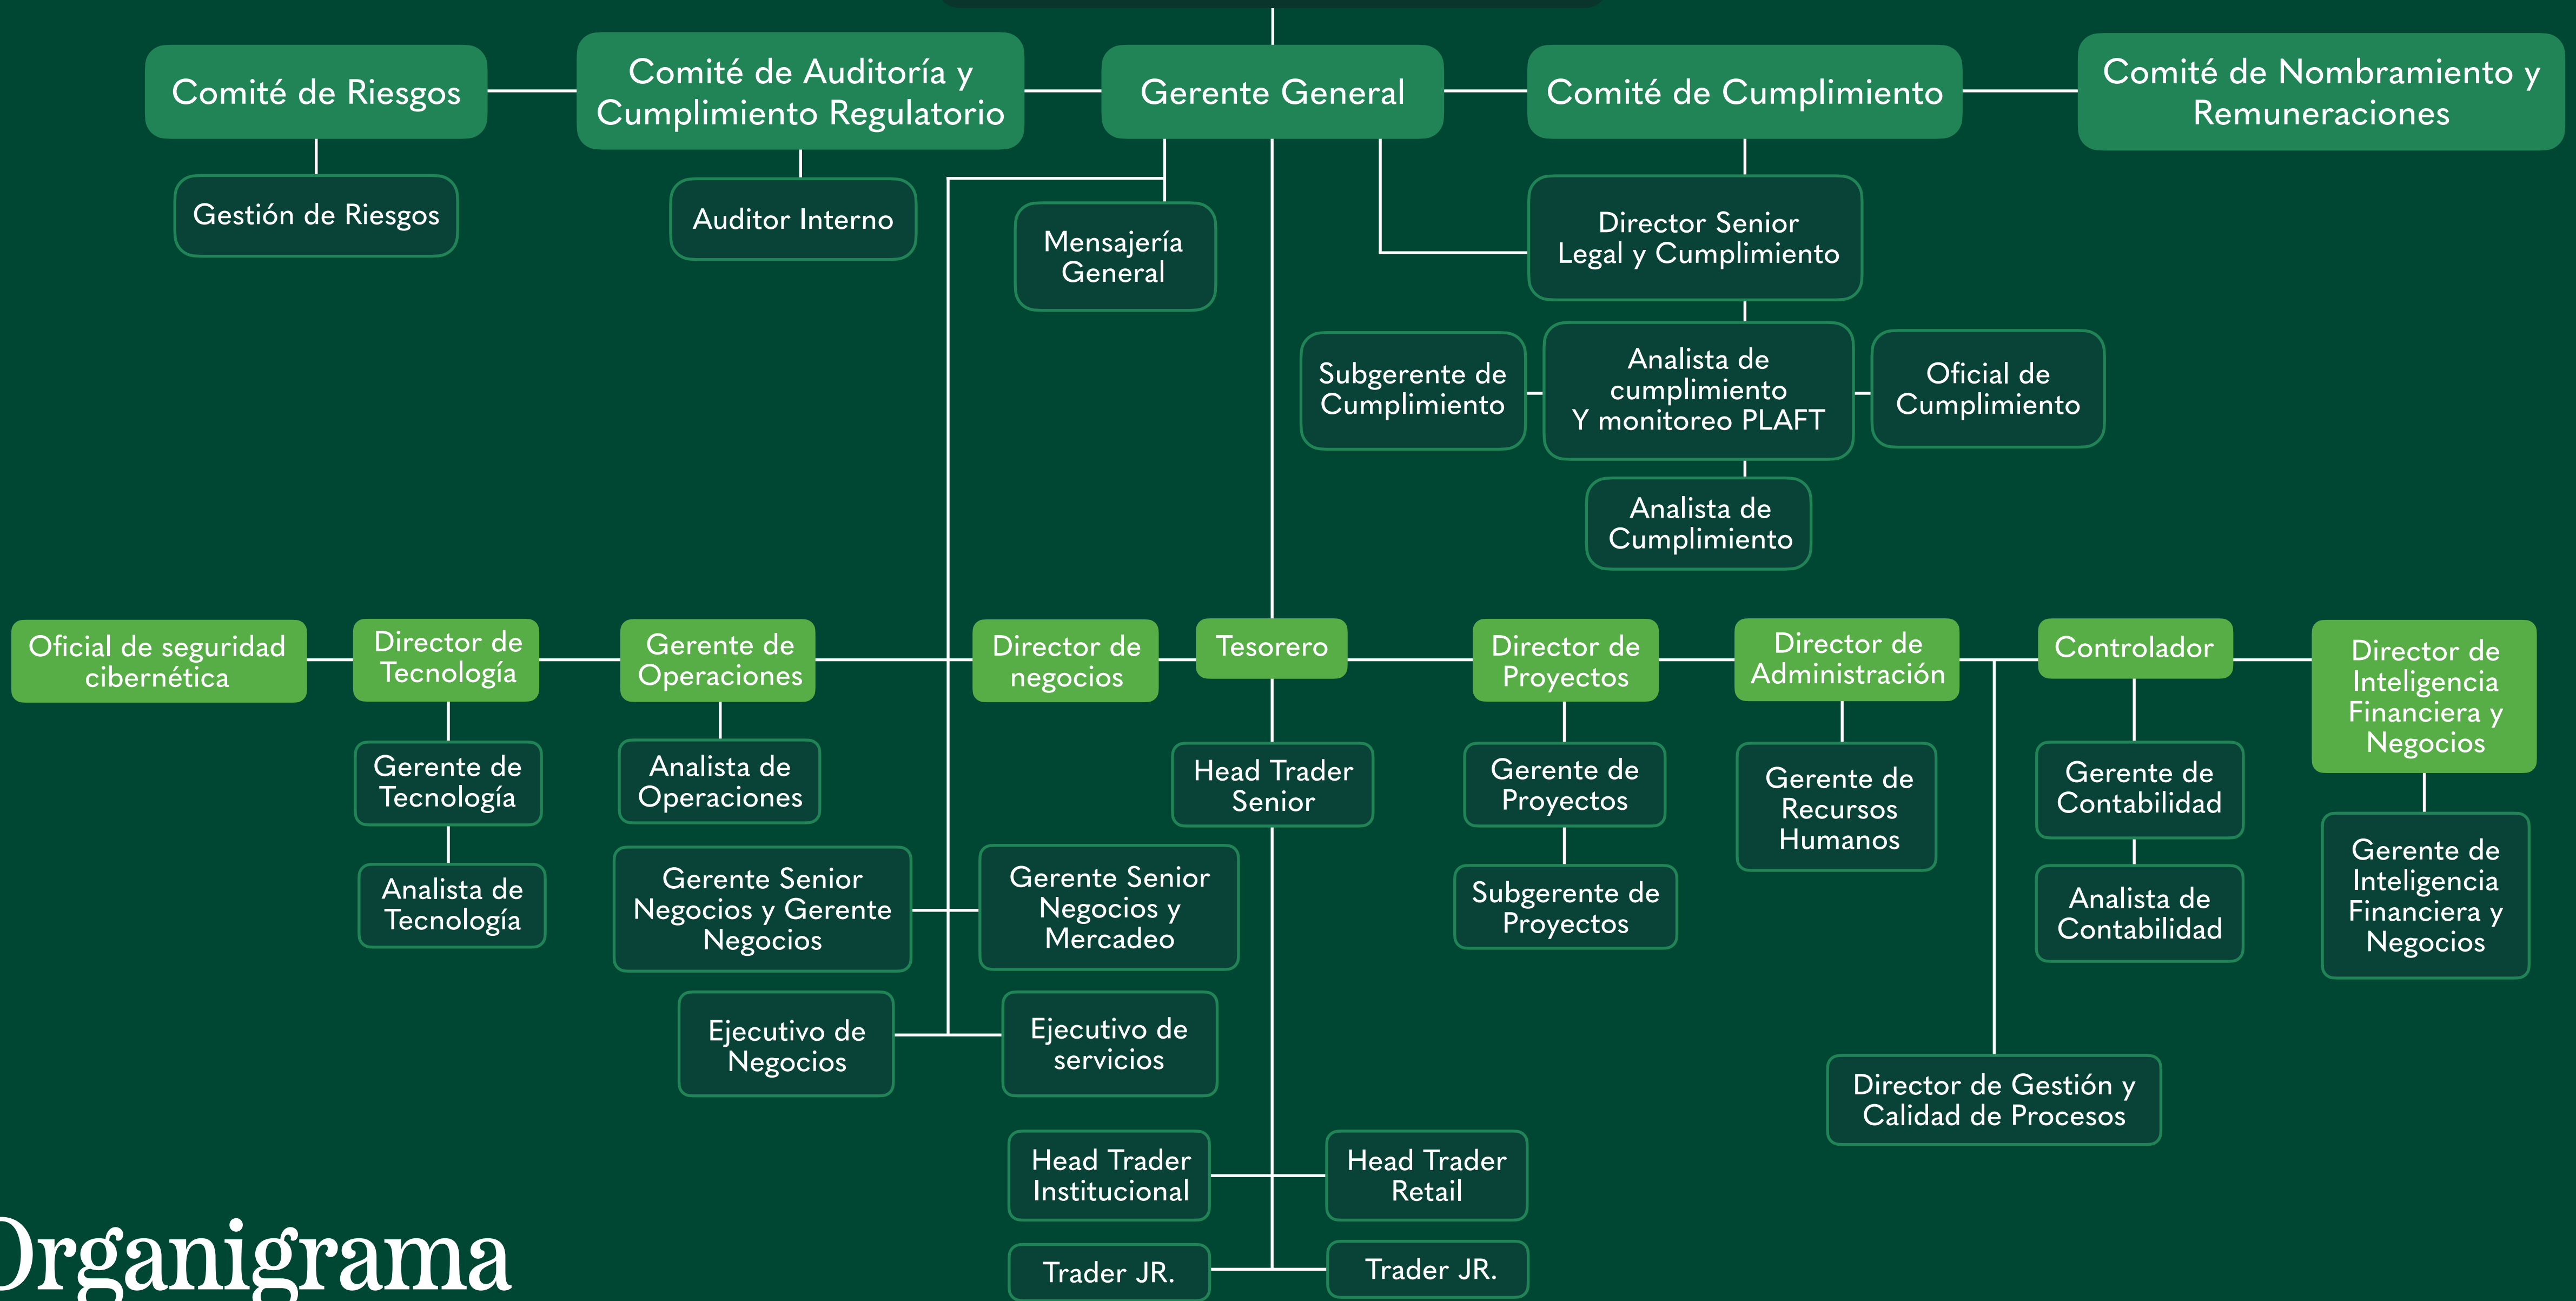 Comité de Riesgos
Comité de Auditoría y
Cumplimiento Regulatorio
Gerente General
Comité de Cumplimiento
Comité de Nombramiento y
Remuneraciones
Gestión de Riesgos
Auditor Interno
Mensajería
General
Director Senior
Legal y Cumplimiento
Subgerente de
Cumplimiento
Analista de
cumplimiento
Y monitoreo PLAFT
Oficial de
Cumplimiento
Analista de
Cumplimiento
Oficial de seguridad
cibernética
Director de
Tecnología
Gerente de
Operaciones
Director de
negocios
Tesorero
Director de
Proyectos
Director de
Administración
Controlador
Director de
Inteligencia
Financiera y
Negocios
Gerente de
Tecnología
Analista de
Operaciones
Head Trader
Senior
Gerente de
Proyectos
Gerente de
Recursos
Humanos
Gerente de
Contabilidad
Gerente de
Inteligencia
Financiera y
Negocios
Analista de
Tecnología
Gerente Senior
Negocios y Gerente
Negocios
Gerente Senior
Negocios y
Mercadeo
Subgerente de
Proyectos
Analista de
Contabilidad
Ejecutivo de
Negocios
Ejecutivo de
servicios
Director de Gestión y
Calidad de Procesos
Head Trader
Institucional
Head Trader
Retail
Trader JR.
Trader JR.
Organigrama